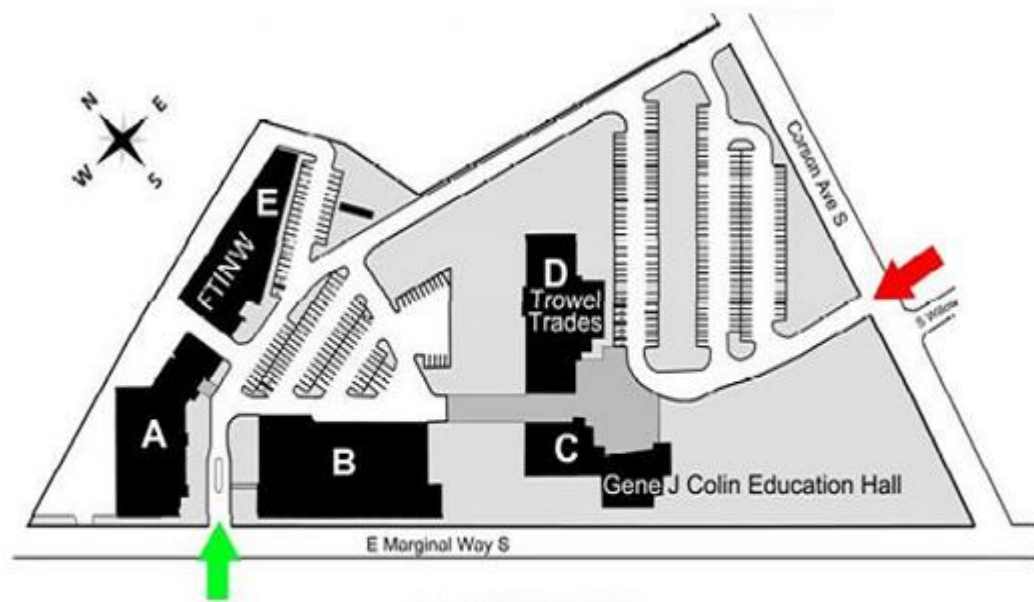 N
E
W
S
E
FTINW
Corson Ave S
D
Trowel
Trades
S Willow
A
B
C
Gene J Colin Education Hall
E Marginal Way S